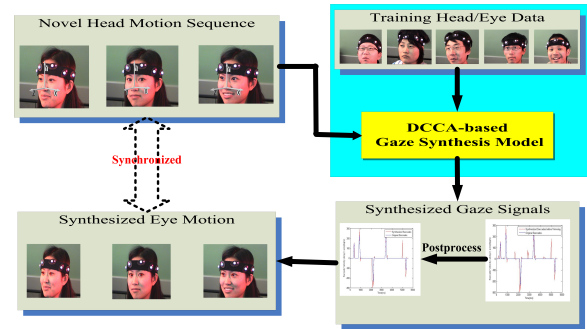 Novel Head Motion Sequence
Training Head/Eye Data
DCCA-based
Gaze Synthesis Model
Synchronized
Synthesized Eye Motion
Synthesized Gaze Signals
Postprocess